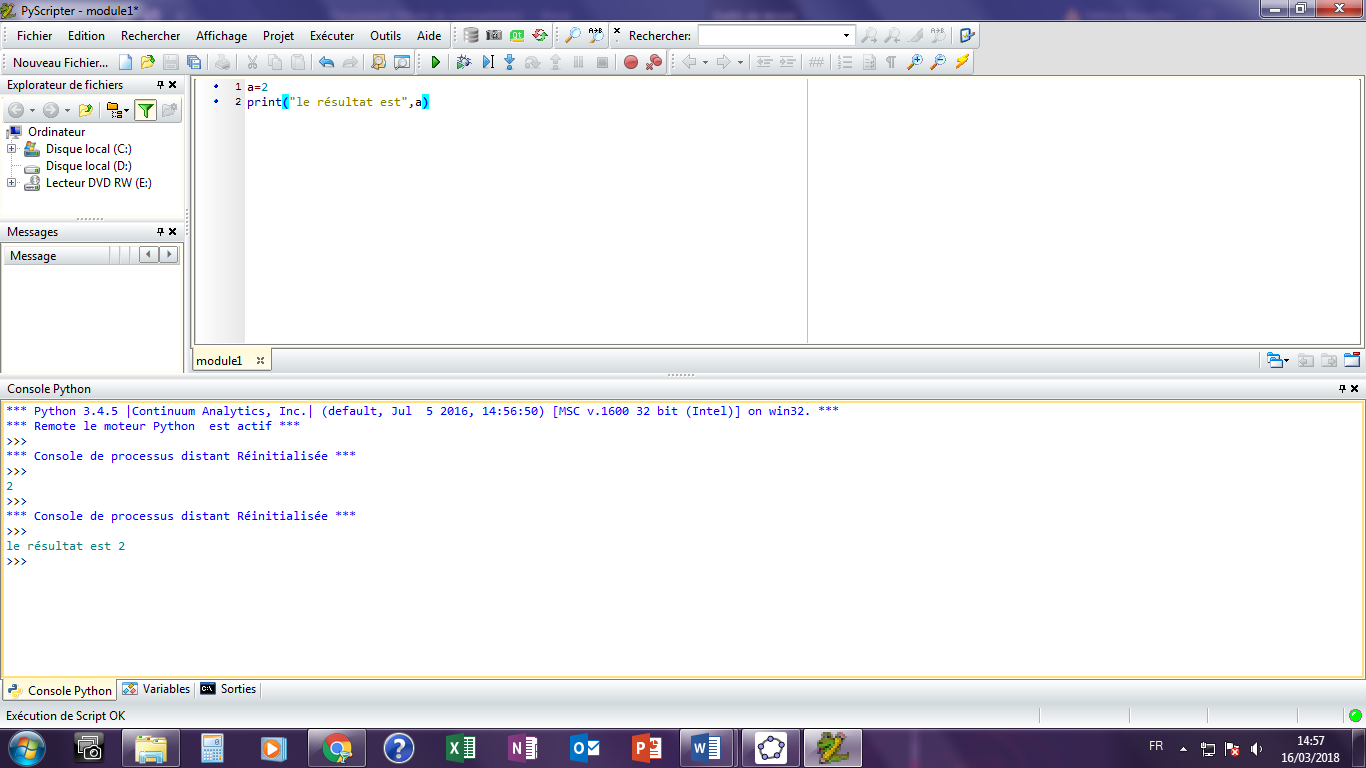 PyScripter - module1*
Fichier Edition Rechercher Affichage Projet Exécuter Outils Aide Rechercher:
Nouveau Fichier...
Explorateur de fichiers
Ordinateur
Disque local (C:)
Disque local (D:)
Lecteur DVD RW (E:)
Messages
Message
1 a=2
2 print("le résultat est",a)
module1
Console Python
*** Python 3.4.5 |Continuum Analytics, Inc.| (default, Jul  5 2016, 14:56:50) [MSC v.1600 32 bit (Intel)] on win32. ***
*** Remote le moteur Python  est actif ***
>>>
*** Console de processus distant Réinitialisée ***
>>>
2
>>>
*** Console de processus distant Réinitialisée ***
>>>
le résultat est 2
>>>
Console Python Variables Sorties
Exécution de Script OK
FR 14:57
16/03/2018